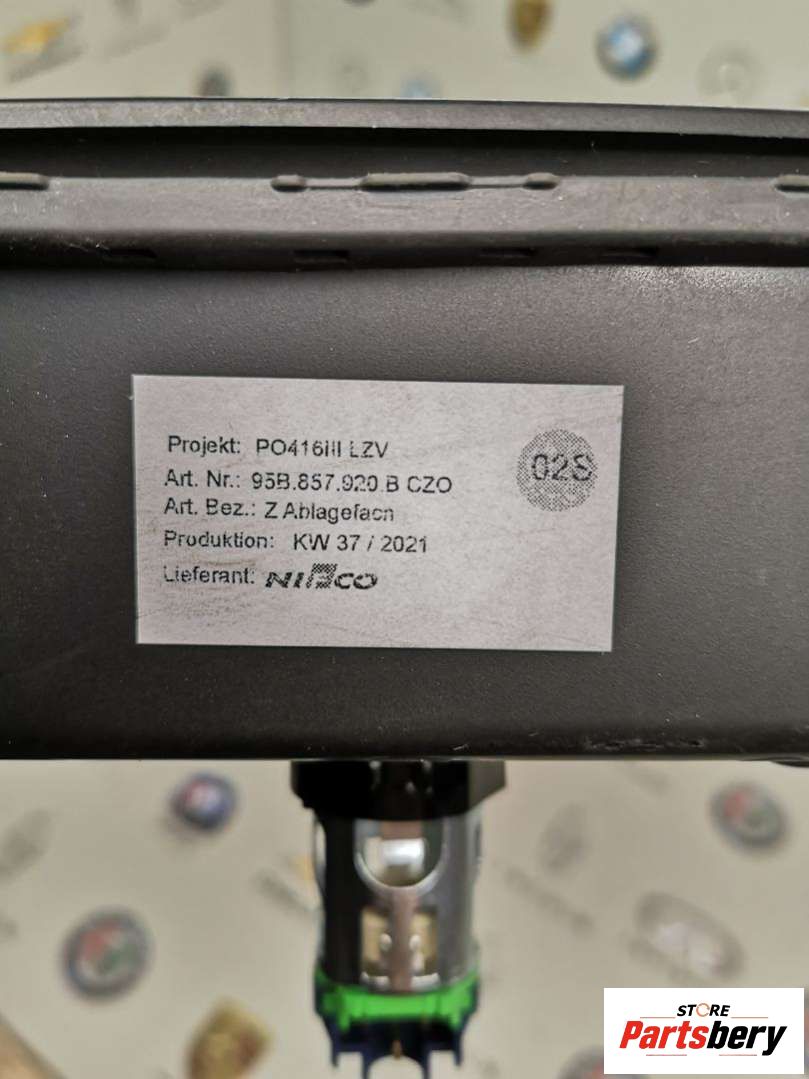 Projekt: PO416III LZV
02S
Art. Nr.: 95B.857.920.B CZO
Art. Bez.: Z Ablagefach
Produktion: KW 37 / 2021
Lieferant: NIFCO
STORE
Partsbery